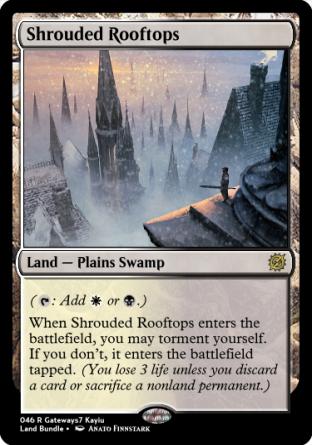 Shrouded Rooftops
Land — Plains Swamp
( : Add or .)
When Shrouded Rooftops enters the
battlefield, you may torment yourself.
If you don't, it enters the battlefield
tapped. (You lose 3 life unless you discard
a card or sacrifice a nonland permanent.)
046 R Gateways7 Kayiu
Land Bundle • Anato Finnstark